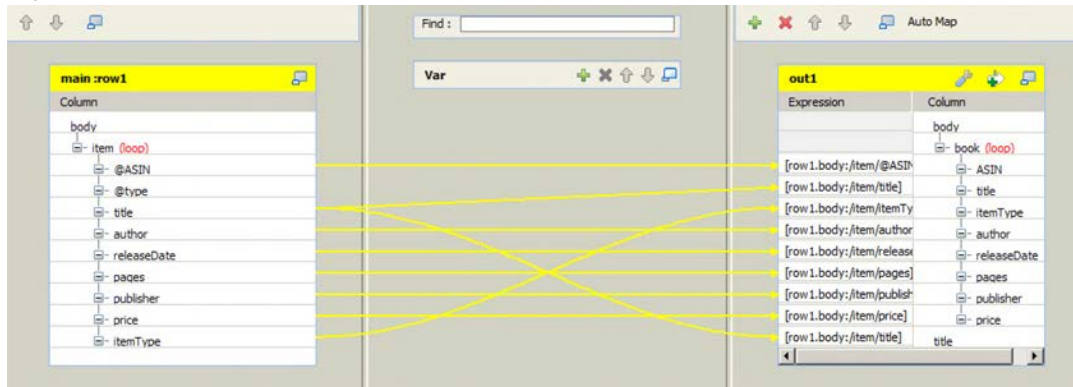 Find :
Auto Map
main :row1
Var
out1
Column
Expression Column
body
item (loop)
@ASIN
@type
title
author
releaseDate
pages
publisher
price
itemType
body
book (loop)
[row1.body:/item/@ASIN ASIN
[row1.body:/item/title] title
[row1.body:/item/itemTy itemType
[row1.body:/item/author author
[row1.body:/item/release releaseDate
[row1.body:/item/pages] pages
[row1.body:/item/publish publisher
[row1.body:/item/price] price
[row1.body:/item/title] title